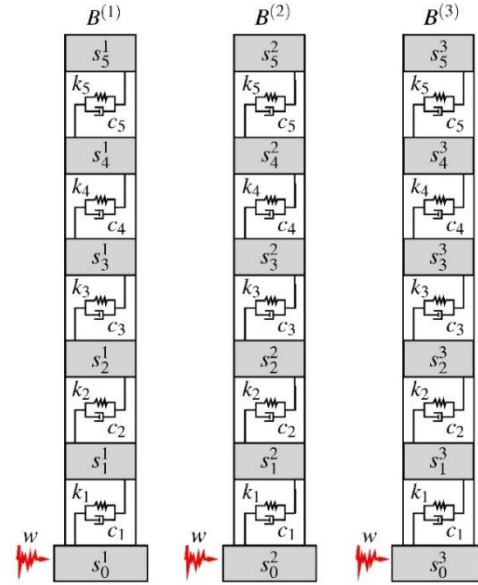 B^{(1)} B^{(2)} B^{(3)}
s_5^1 s_5^2 s_5^3
k_5 k_5 k_5
c_5 c_5 c_5
s_4^1 s_4^2 s_4^3
k_4 k_4 k_4
c_4 c_4 c_4
s_3^1 s_3^2 s_3^3
k_3 k_3 k_3
c_3 c_3 c_3
s_2^1 s_2^2 s_2^3
k_2 k_2 k_2
c_2 c_2 c_2
s_1^1 s_1^2 s_1^3
k_1 k_1 k_1
c_1 c_1 c_1
w w w
s_0^1 s_0^2 s_0^3